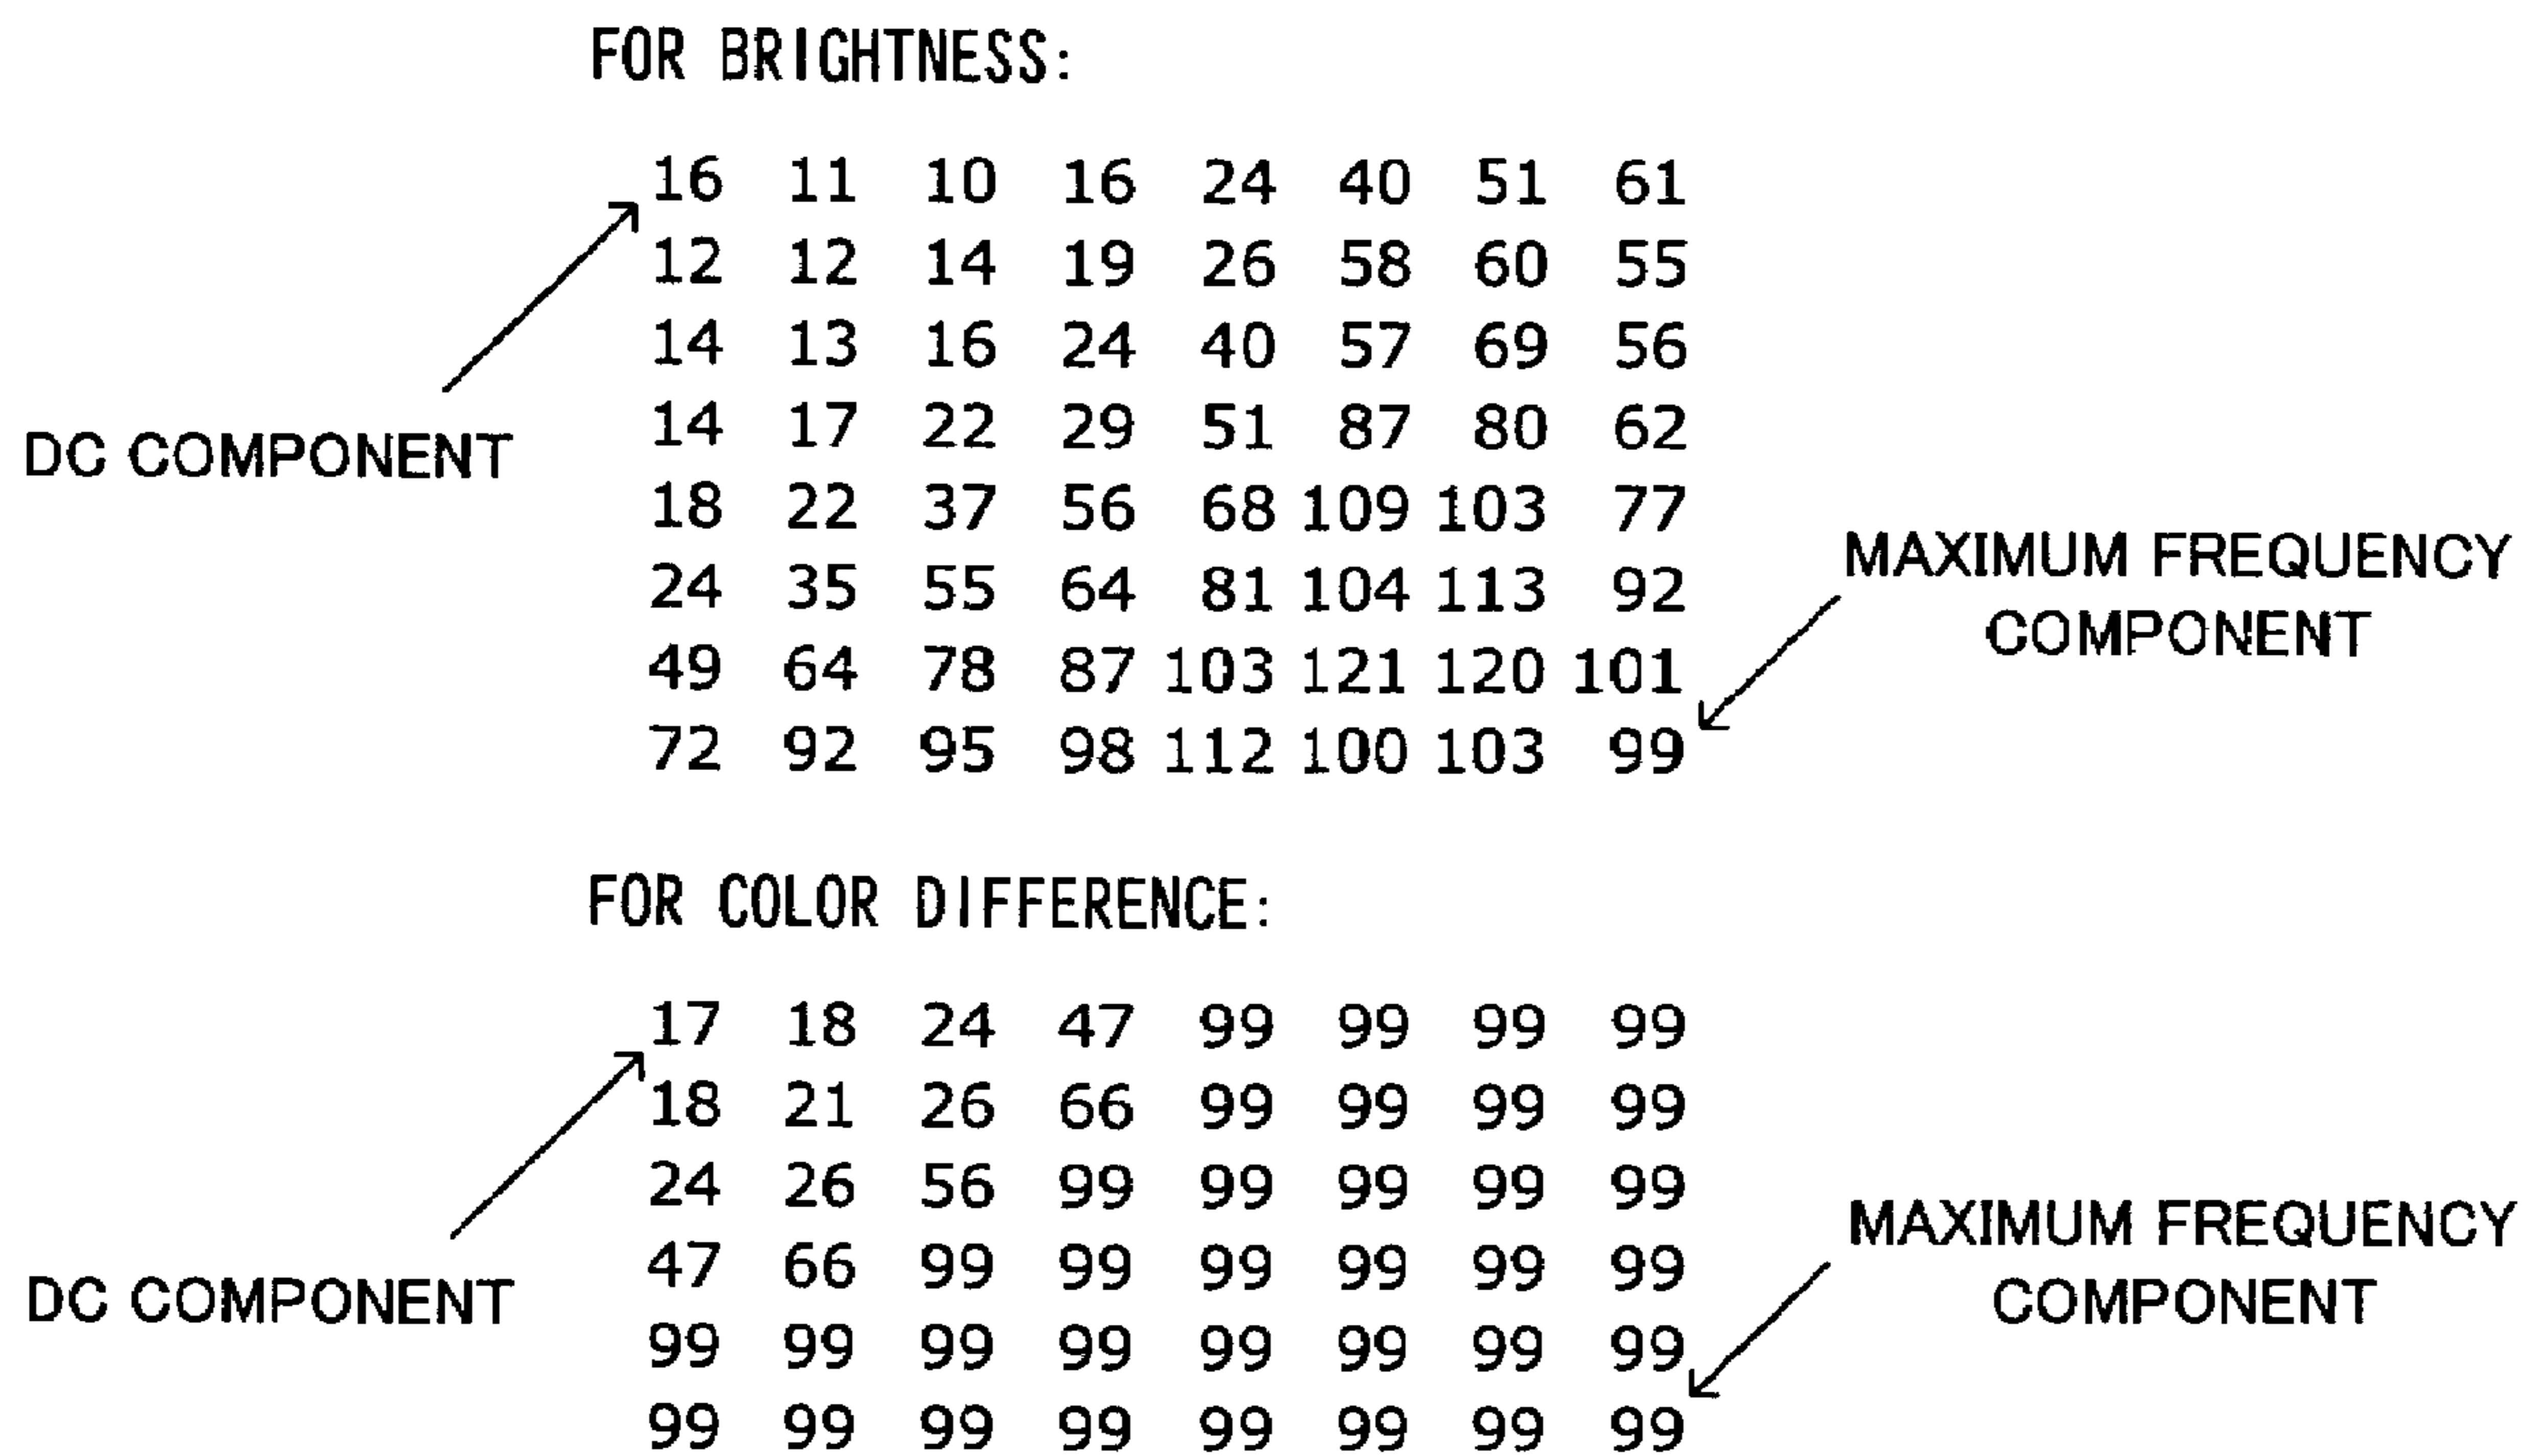 FOR BRIGHTNESS:
16 11 10 16 24 40 51 61
12 12 14 19 26 58 60 55
14 13 16 24 40 57 69 56
14 17 22 29 51 87 80 62
DC COMPONENT
18 22 37 56 68 109 103 77
24 35 55 64 81 104 113 92
MAXIMUM FREQUENCY
COMPONENT
49 64 78 87 103 121 120 101
72 92 95 98 112 100 103 99
FOR COLOR DIFFERENCE:
17 18 24 47 99 99 99 99
18 21 26 66 99 99 99 99
24 26 56 99 99 99 99 99
47 66 99 99 99 99 99 99
DC COMPONENT
MAXIMUM FREQUENCY
COMPONENT
99 99 99 99 99 99 99 99
99 99 99 99 99 99 99 99